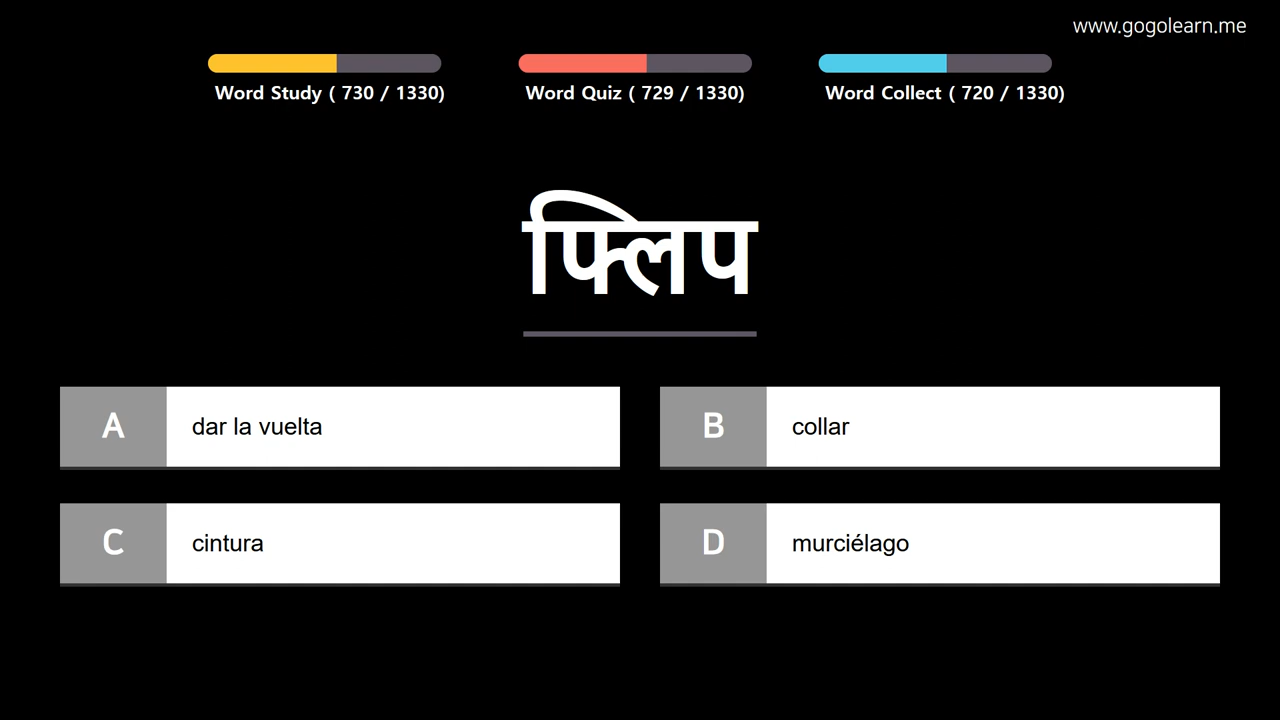 www.gogolearn.me
Word Study ( 730 / 1330)
Word Quiz ( 729 / 1330)
Word Collect ( 720 / 1330)
फ्लिप
A dar la vuelta
B collar
C cintura
D murciélago